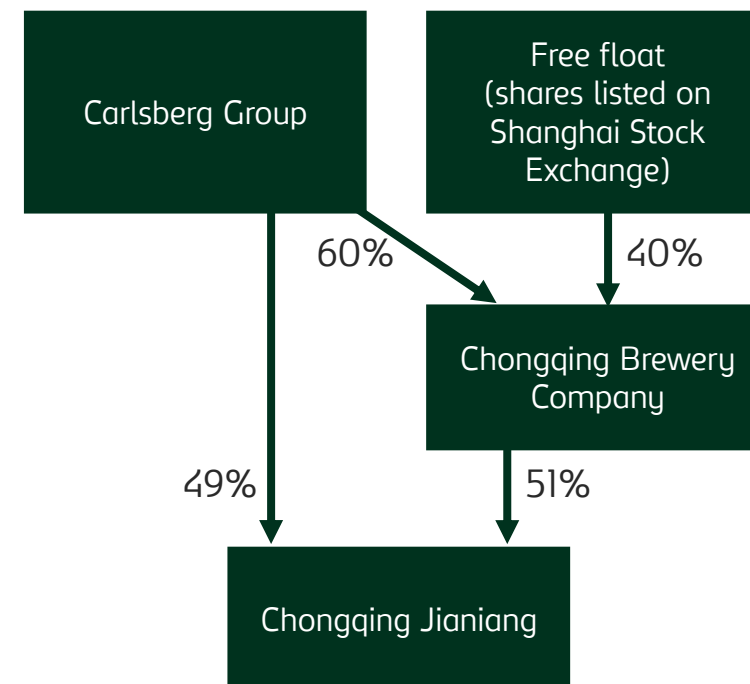 Carlsberg Group
Free float
(shares listed on
Shanghai Stock
Exchange)
60%
40%
Chongqing Brewery
Company
49%
51%
Chongqing Jianiang